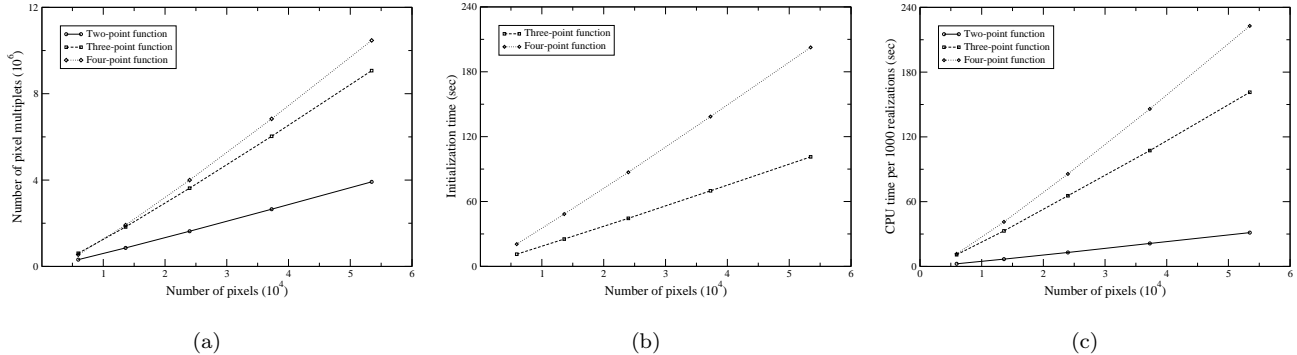 12
8
4
0
Number of pixel multiplets (10^6)
Two-point function
Three-point function
Four-point function
1 2 3 4 5 6
Number of pixels (10^4)
(a)
240
180
120
60
0
Initialization time (sec)
Three-point function
Four-point function
1 2 3 4 5 6
Number of pixels (10^4)
(b)
240
180
120
60
0
CPU time per 1000 realizations (sec)
Two-point function
Three-point function
Four-point function
0 1 2 3 4 5 6
Number of pixels (10^4)
(c)